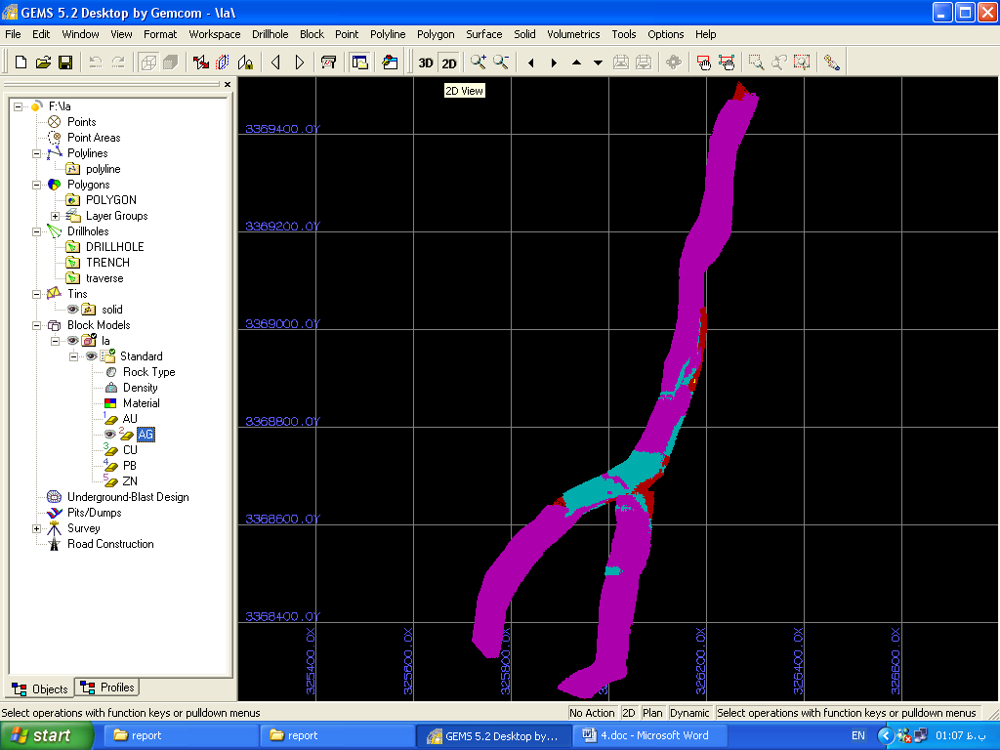 GEMS 5.2 Desktop by Gemcom - \la\
File Edit Window View Format Workspace Drillhole Block Point Polyline Polygon Surface Solid Volumetrics Tools Options Help
3D 2D
2D View
F:\la
Points
Point Areas
Polylines
polyline
Polygons
POLYGON
Layer Groups
Drillholes
DRILLHOLE
TRENCH
traverse
Tins
solid
Block Models
la
Standard
Rock Type
Density
Material
1 AU
2 AG
3 CU
4 PB
5 ZN
Underground-Blast Design
Pits/Dumps
Survey
Road Construction
Objects Profiles
3369400.0Y
3369200.0Y
3369000.0Y
3368800.0Y
3368600.0Y
3368400.0Y
325400.0X
325600.0X
325800.0X
326200.0X
326400.0X
326600.0X
Select operations with function keys or pulldown menus No Action 2D Plan Dynamic Select operations with function keys or pulldown menus
start report report GEMS 5.2 Desktop by... 4.doc - Microsoft Word EN 01:07 ب.ظ